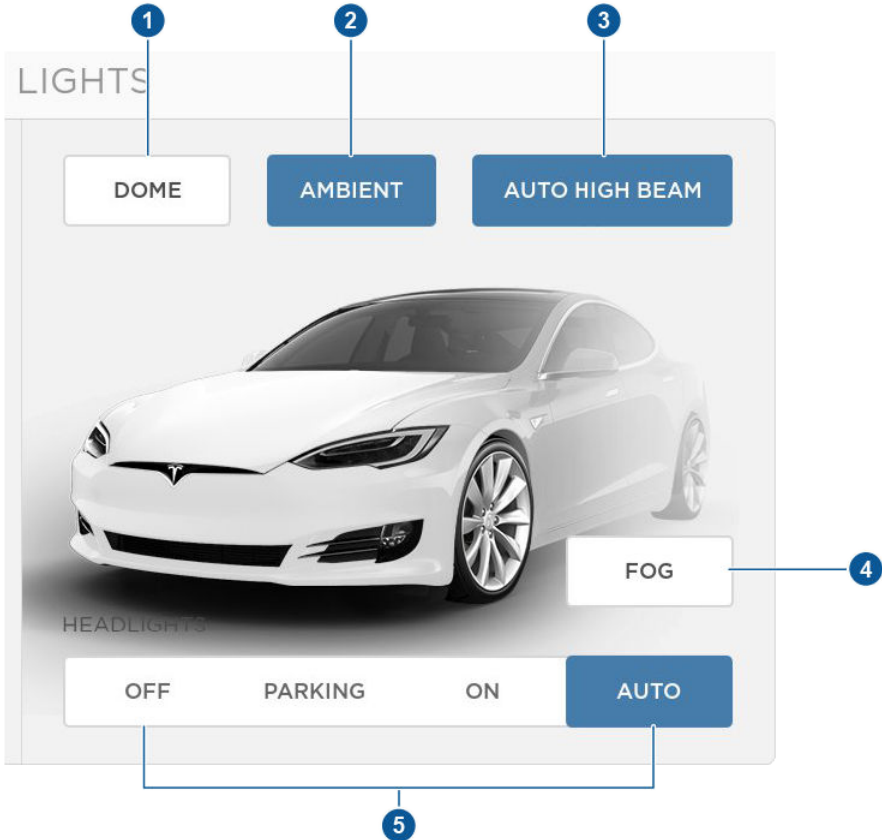 1 2 3
LIGHTS
DOME AMBIENT AUTO HIGH BEAM
FOG 4
HEADLIGHTS
OFF PARKING ON AUTO
5